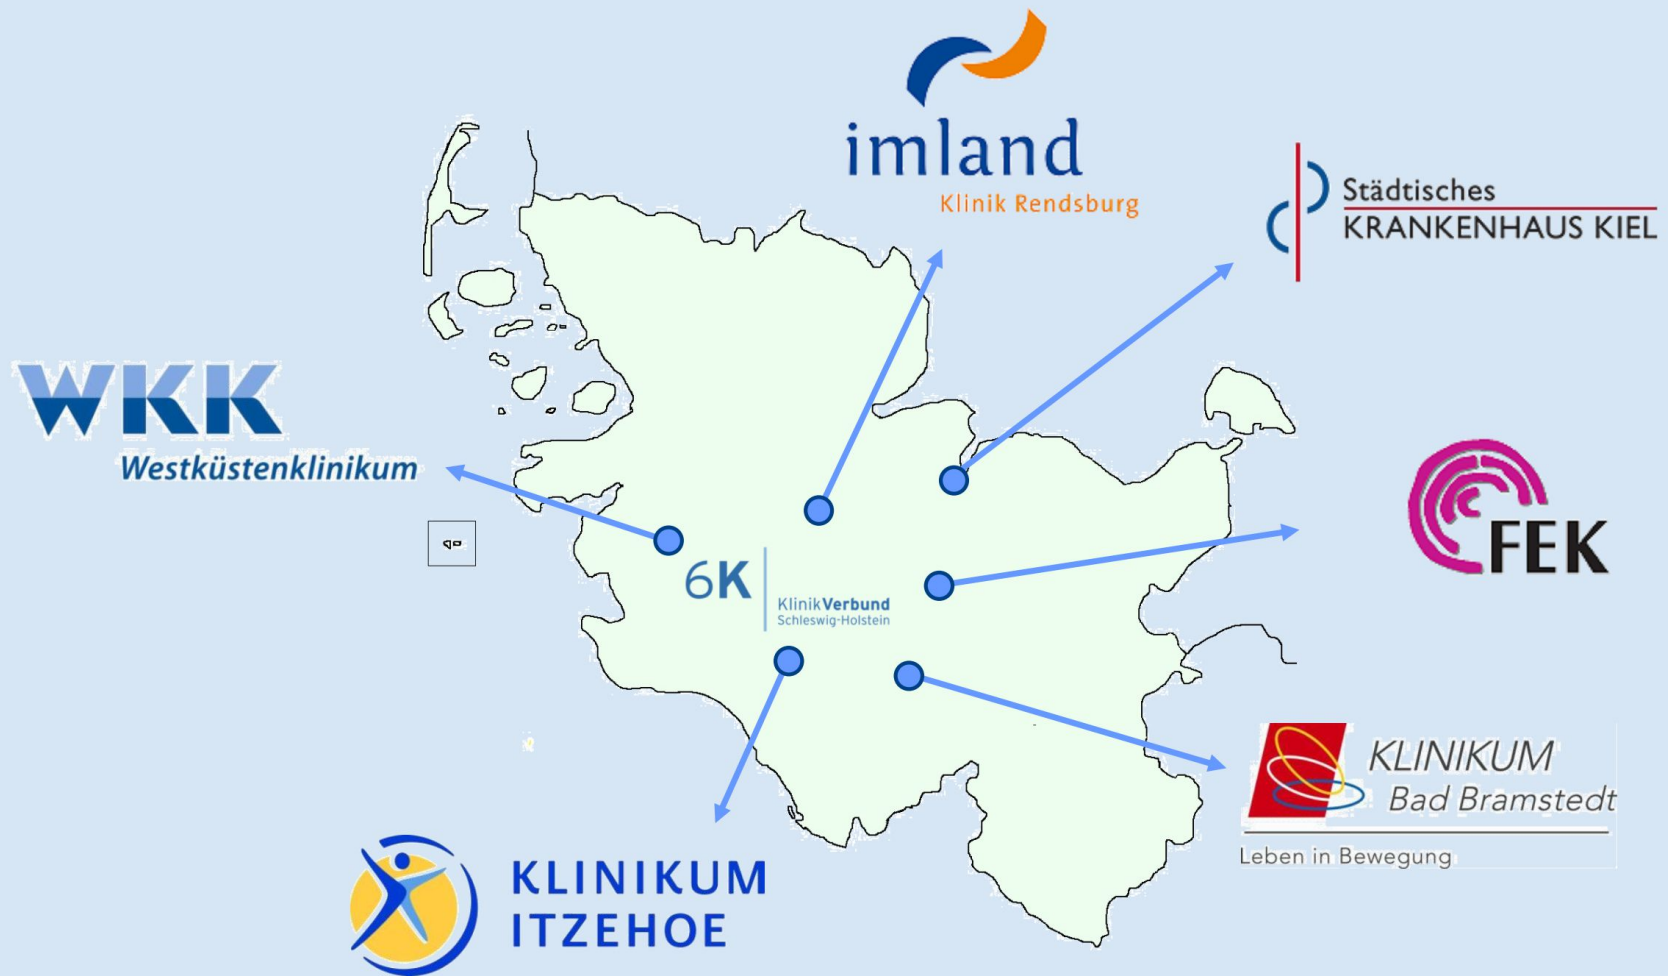 imland
Klinik Rendsburg
Städtisches
KRANKENHAUS KIEL
WKK
Westküstenklinikum
FEK
6K
KlinikVerbund
Schleswig-Holstein
KLINIKUM
Bad Bramstedt
Leben in Bewegung
KLINIKUM
ITZEHOE